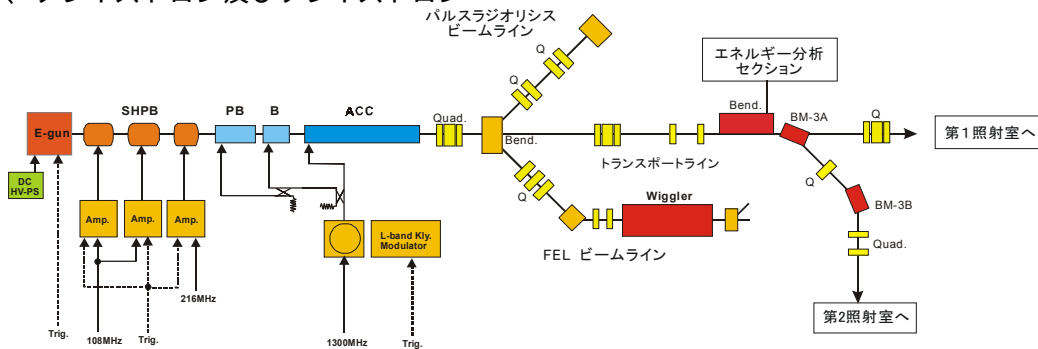 パルスラジオリシス
ビームライン
エネルギー分析
セクション
SHPB
PB
B
ACC
Quad.
Q
Q
Bend.
BM-3A
Q
E-gun
Bend.
第1照射室へ
トランスポートライン
DC
HV-PS
Q
Q
Wiggler
BM-3B
Amp.
Amp.
Amp.
L-band Kly.
Modulator
Quad.
FEL ビームライン
216MHz
第2照射室へ
Trig.
108MHz
Trig.
1300MHz
Trig.